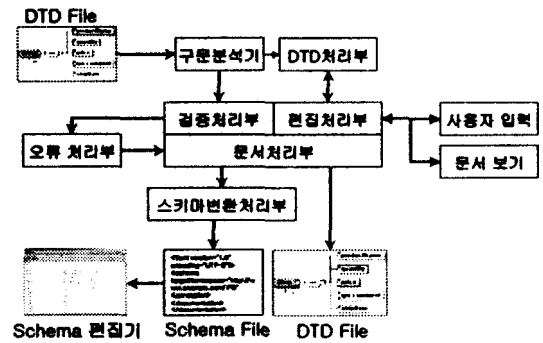 DTD File
구문분석기
DTD처리부
검증처리부
편집처리부
사용자 입력
오류 처리부
문서처리부
문서 보기
스키마변환처리부
Schema 편집기
Schema File
DTD File